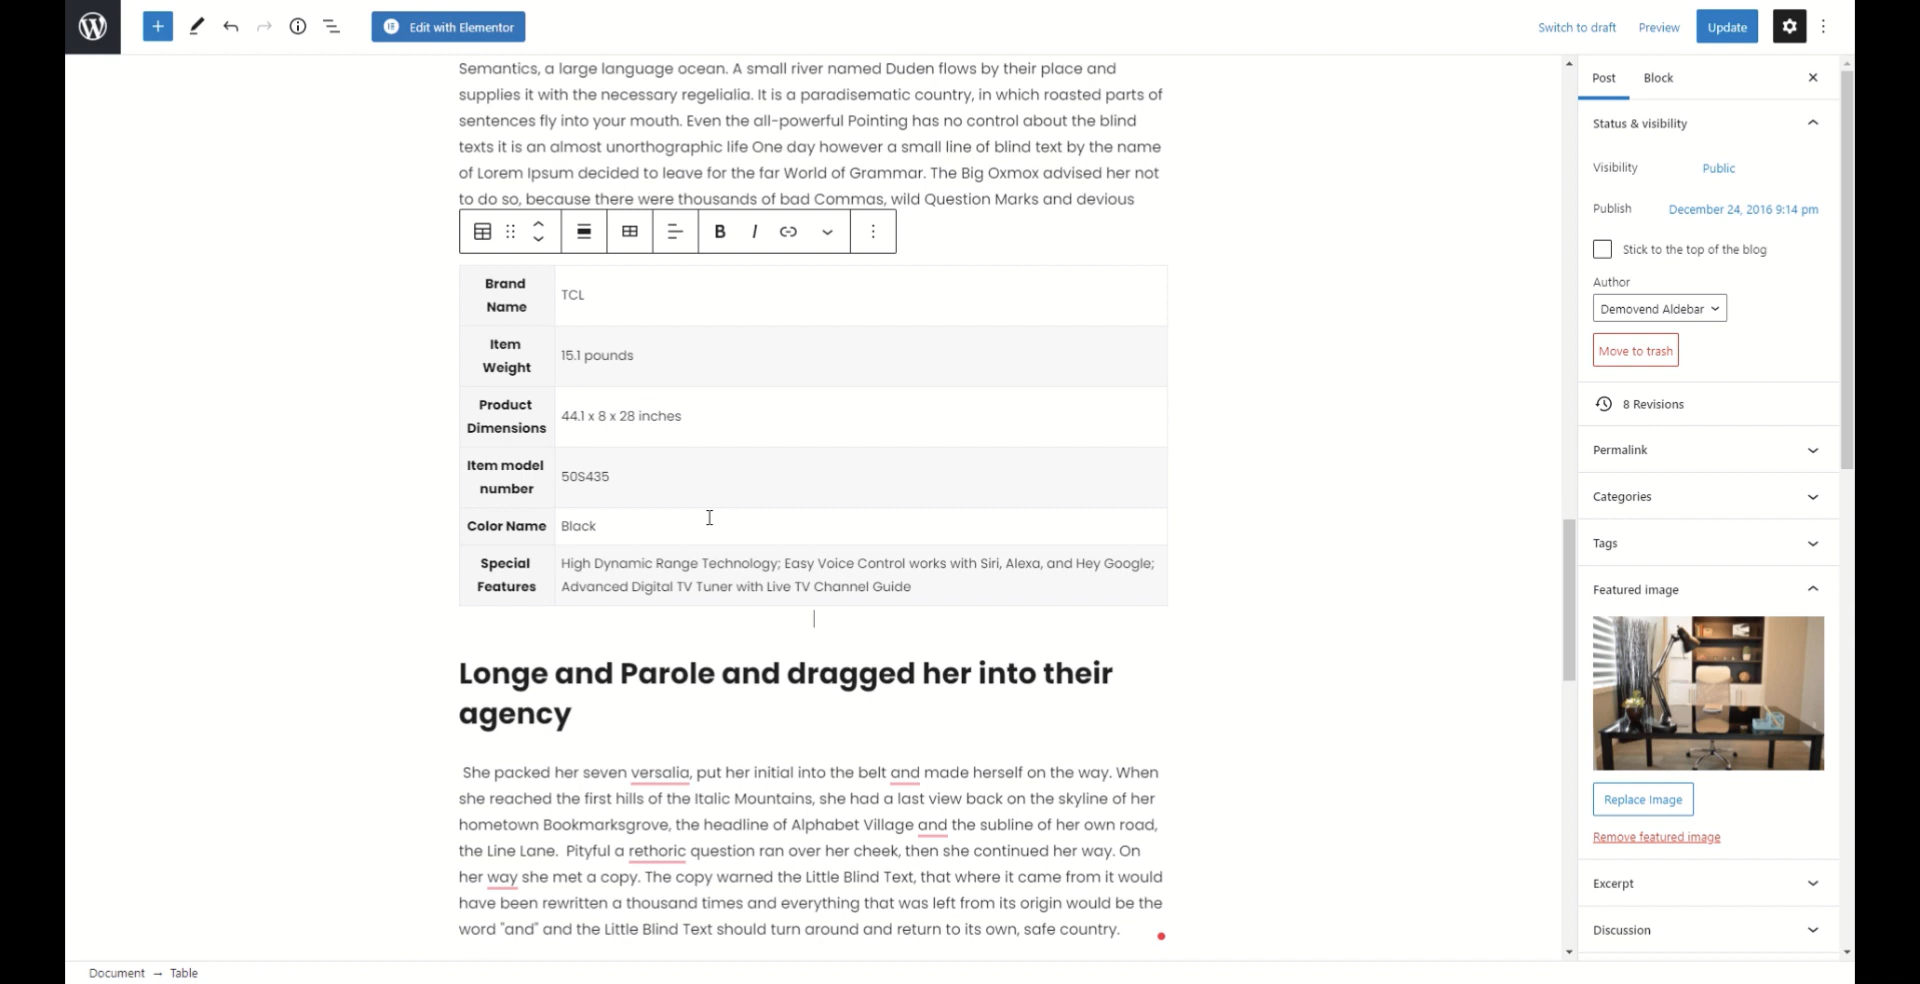 Edit with Elementor
Switch to draft
Preview
Update
Semantics, a large language ocean. A small river named Duden flows by their place and
supplies it with the necessary regelialia. It is a paradisematic country, in which roasted parts of
sentences fly into your mouth. Even the all-powerful Pointing has no control about the blind
texts it is an almost unorthographic life One day however a small line of blind text by the name
of Lorem Ipsum decided to leave for the far World of Grammar. The Big Oxmox advised her not
to do so, because there were thousands of bad Commas, wild Question Marks and devious
B I
Brand
Name
TCL
Item
Weight
15.1 pounds
Product
Dimensions
44.1 x 8 x 28 inches
Item model
number
50S435
Color Name
Black
Special
Features
High Dynamic Range Technology; Easy Voice Control works with Siri, Alexa, and Hey Google;
Advanced Digital TV Tuner with Live TV Channel Guide
Longe and Parole and dragged her into their
agency
She packed her seven versalia, put her initial into the belt and made herself on the way. When
she reached the first hills of the Italic Mountains, she had a last view back on the skyline of her
hometown Bookmarksgrove, the headline of Alphabet Village and the subline of her own road,
the Line Lane.  Pityful a rethoric question ran over her cheek, then she continued her way. On
her way she met a copy. The copy warned the Little Blind Text, that where it came from it would
have been rewritten a thousand times and everything that was left from its origin would be the
word "and" and the Little Blind Text should turn around and return to its own, safe country.
Post
Block
Status & visibility
Visibility
Public
Publish
December 24, 2016 9:14 pm
Stick to the top of the blog
Author
Demovend Aldebar
Move to trash
8 Revisions
Permalink
Categories
Tags
Featured image
Replace Image
Remove featured image
Excerpt
Discussion
Document → Table